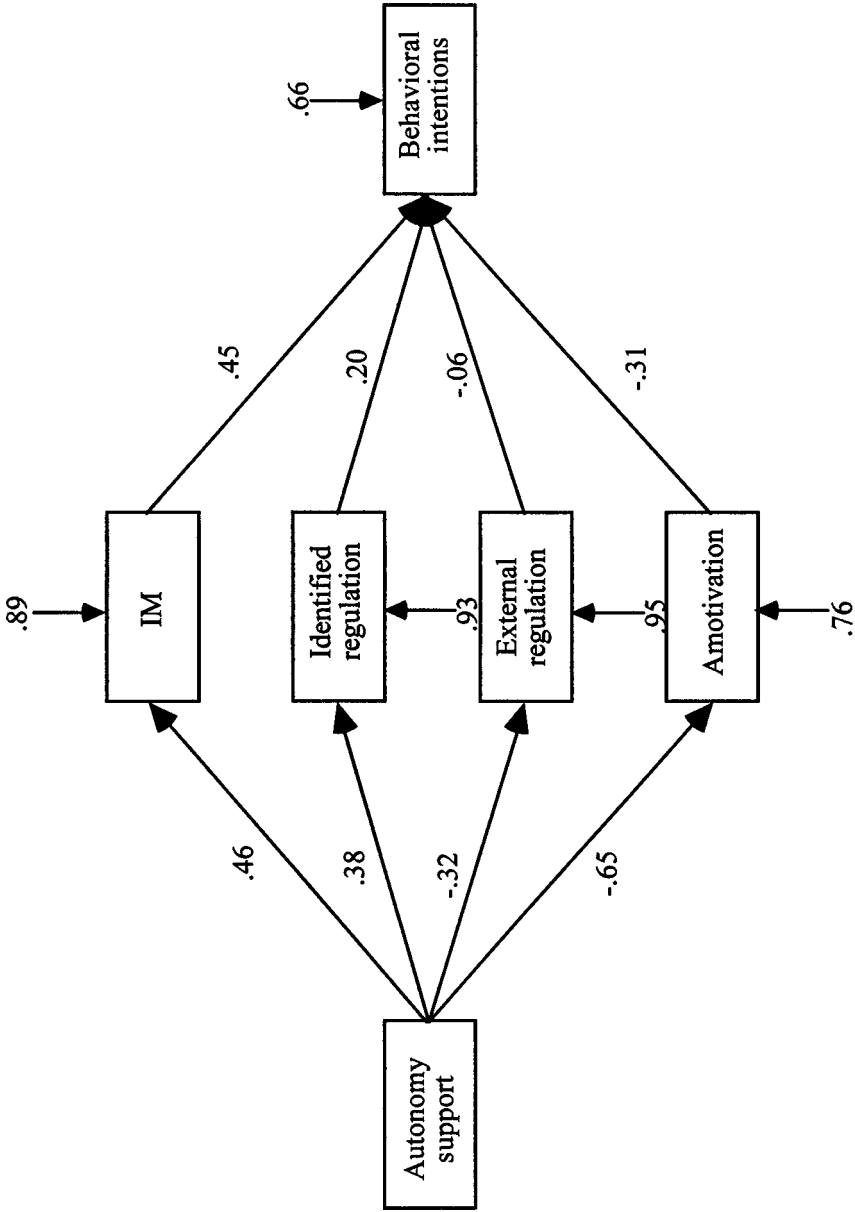 .89
IM
.46
.45
.66
Identified
regulation
.38
.20
.93
Autonomy
support
Behavioral
intentions
External
regulation
-.32
-.06
.95
Amotivation
-.65
-.31
.76